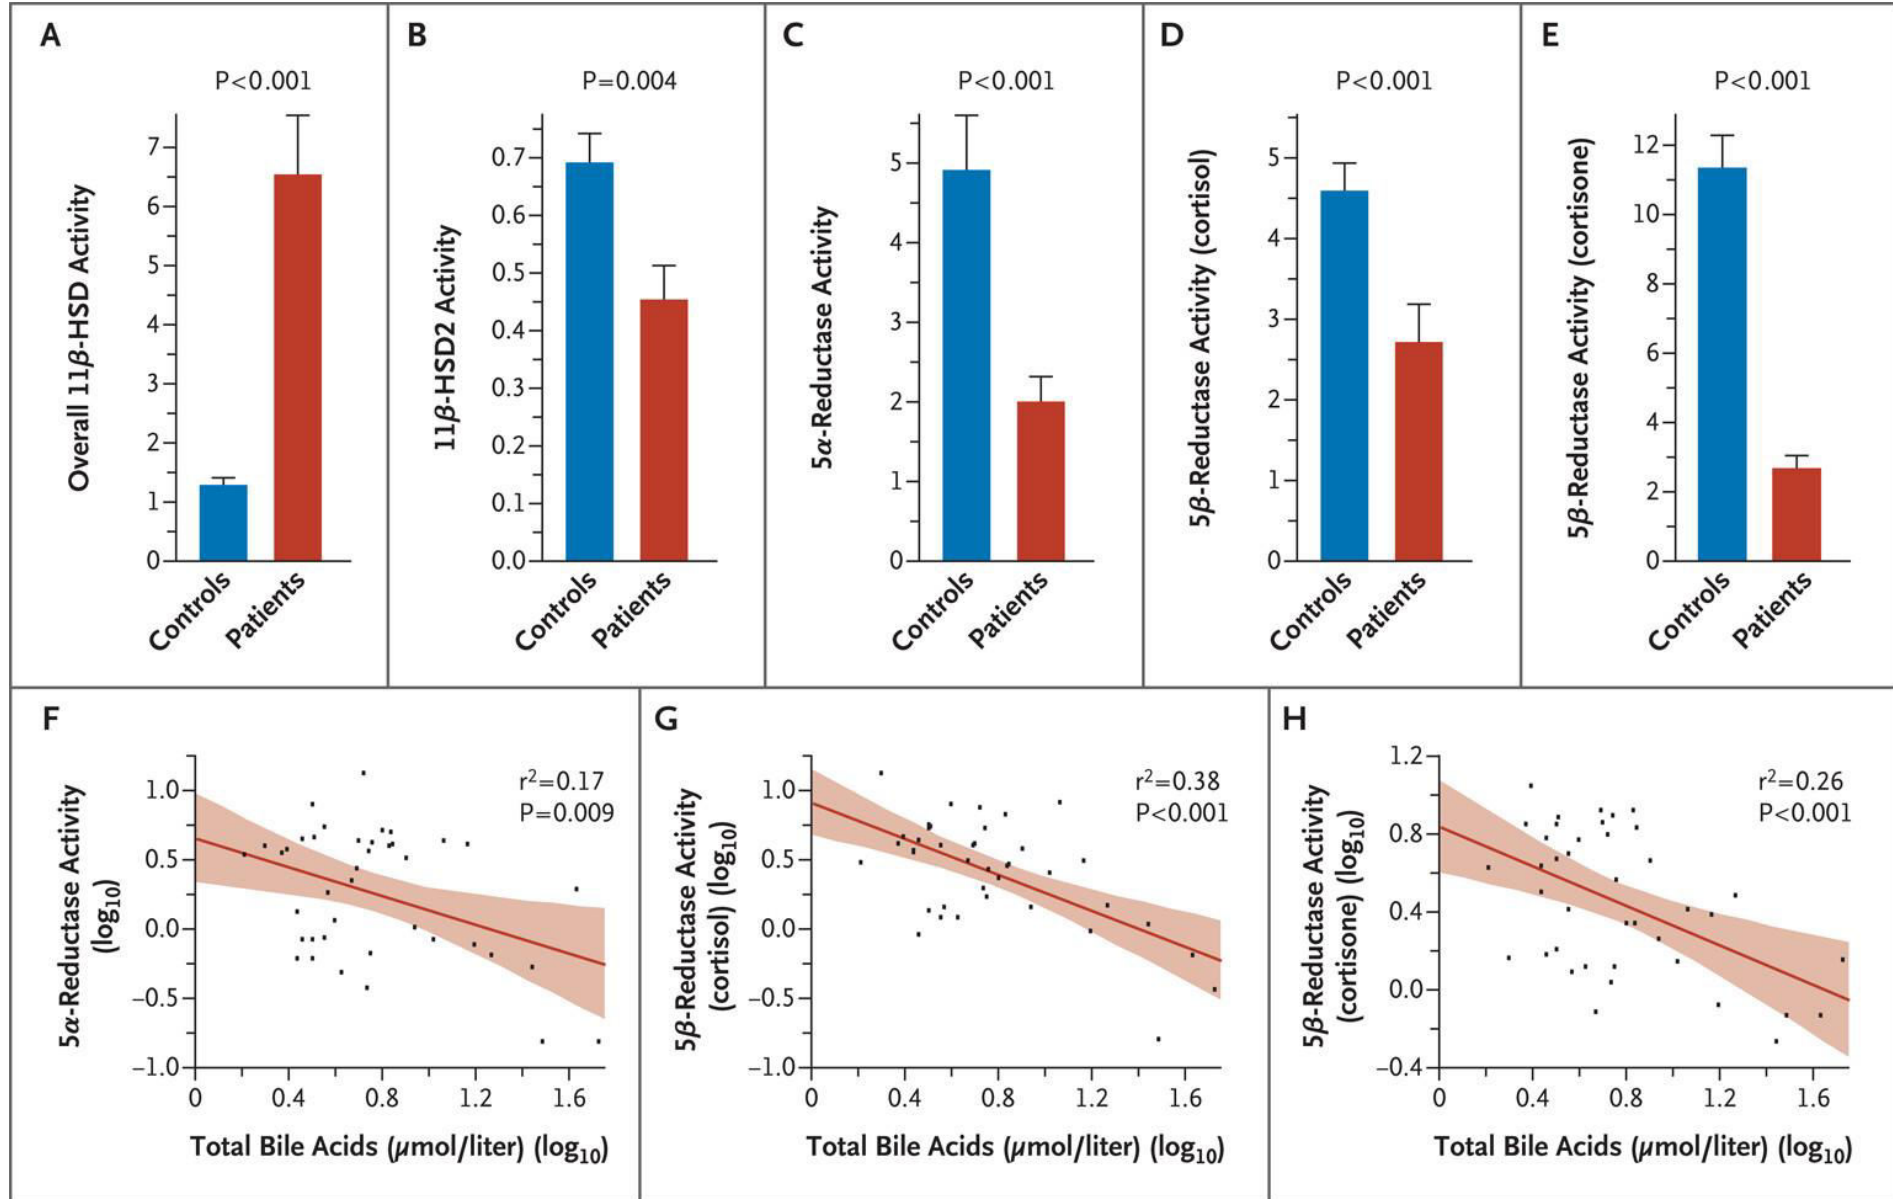 A
P<0.001
Overall 11β-HSD Activity
7
6
5
4
3
2
1
0
Controls
Patients
B
P=0.004
11β-HSD2 Activity
0.7
0.6
0.5
0.4
0.3
0.2
0.1
0.0
Controls
Patients
C
P<0.001
5α-Reductase Activity
5
4
3
2
1
0
Controls
Patients
D
P<0.001
5β-Reductase Activity (cortisol)
5
4
3
2
1
0
Controls
Patients
E
P<0.001
5β-Reductase Activity (cortisone)
12
10
8
6
4
2
0
Controls
Patients
F
r²=0.17
P=0.009
5α-Reductase Activity
(log₁₀)
1.0
0.5
0.0
−0.5
−1.0
0 0.4 0.8 1.2 1.6
Total Bile Acids (μmol/liter) (log₁₀)
G
r²=0.38
P<0.001
5β-Reductase Activity
(cortisol) (log₁₀)
1.0
0.5
0.0
−0.5
−1.0
0 0.4 0.8 1.2 1.6
Total Bile Acids (μmol/liter) (log₁₀)
H
r²=0.26
P<0.001
5β-Reductase Activity
(cortisone) (log₁₀)
1.2
0.8
0.4
0.0
−0.4
0 0.4 0.8 1.2 1.6
Total Bile Acids (μmol/liter) (log₁₀)